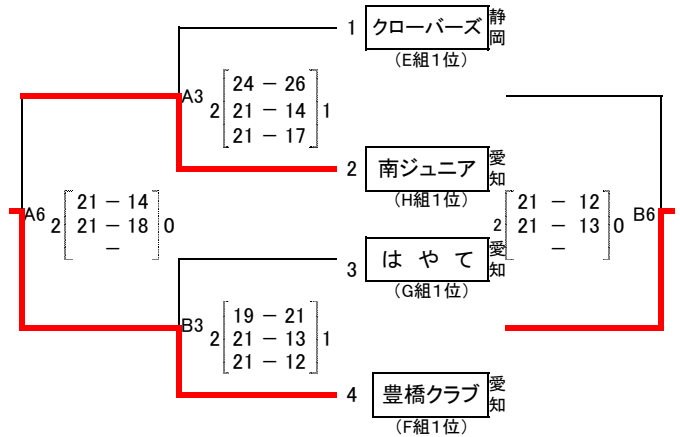 1 クローバーズ 静岡
(E組1位)
A3
2 24 － 26 1
21 － 14
21 － 17
2 南ジュニア 愛知
(H組1位)
A6
2 21 － 14 0
21 － 18
－
2 21 － 12 0
21 － 13
－
B6
3 はやて 愛知
(G組1位)
B3
2 19 － 21 1
21 － 13
21 － 12
4 豊橋クラブ 愛知
(F組1位)